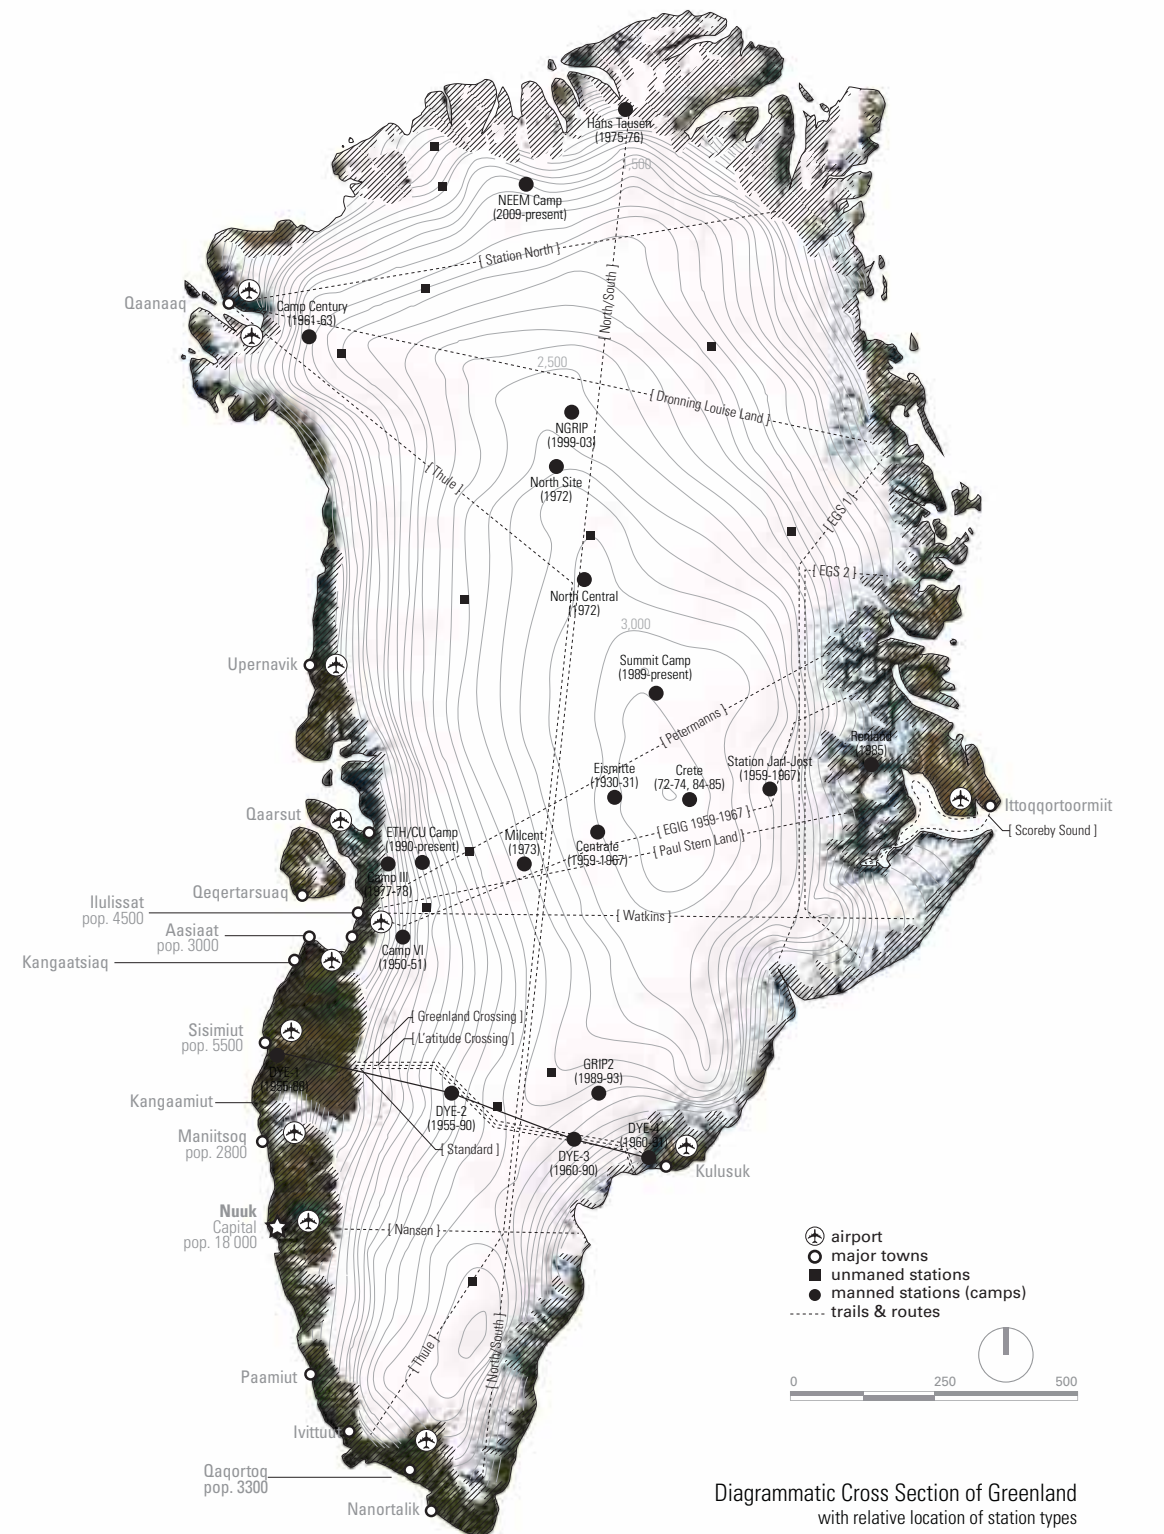 Hans Tausen
(1975-76)
1,500
NEEM Camp
(2009-present)
[ Station North ]
Qaanaaq
Camp Century
(1961-63)
[ North/South ]
2,500
[ Dronning Louise Land ]
NGRIP
(1999-03)
[ Thule ]
North Site
(1972)
[ EGS 1 ]
[ EGS 2 ]
North Central
(1972)
3,000
Upernavik
Summit Camp
(1989-present)
[ Petermanns ]
Renland
(1985)
Station Jarl-Jost
(1959-1967)
Eismitte
(1930-31)
Crete
(72-74, 84-85)
Ittoqqortoormiit
[ Scoreby Sound ]
Qaarsut
ETH/CU Camp
(1990-present)
Milcent
(1973)
[ EGIG 1959-1967 ]
Centrale
(1959-1967)
[ Paul Stern Land ]
Camp III
(1977-78)
Qeqertarsuaq
Ilulissat
pop. 4500
[ Watkins ]
Aasiaat
pop. 3000
Camp VI
(1950-51)
Kangaatsiaq
[ Greenland Crossing ]
Sisimiut
pop. 5500
[ L'atitude Crossing ]
DYE-1
GRIP2
(1989-93)
Kangaamiut
DYE-2
(1955-90)
DYE-4
(1960-91)
Maniitsoq
pop. 2800
[ Standard ]
DYE-3
(1960-90)
Kulusuk
Nuuk
Capital
pop. 18 000
[ Nansen ]
airport
major towns
unmaned stations
manned stations (camps)
trails & routes
[ Thule ]
[ North/South ]
Paamiut
0 250 500
Ivittuut
Qaqortoq
pop. 3300
Nanortalik
Diagrammatic Cross Section of Greenland
with relative location of station types